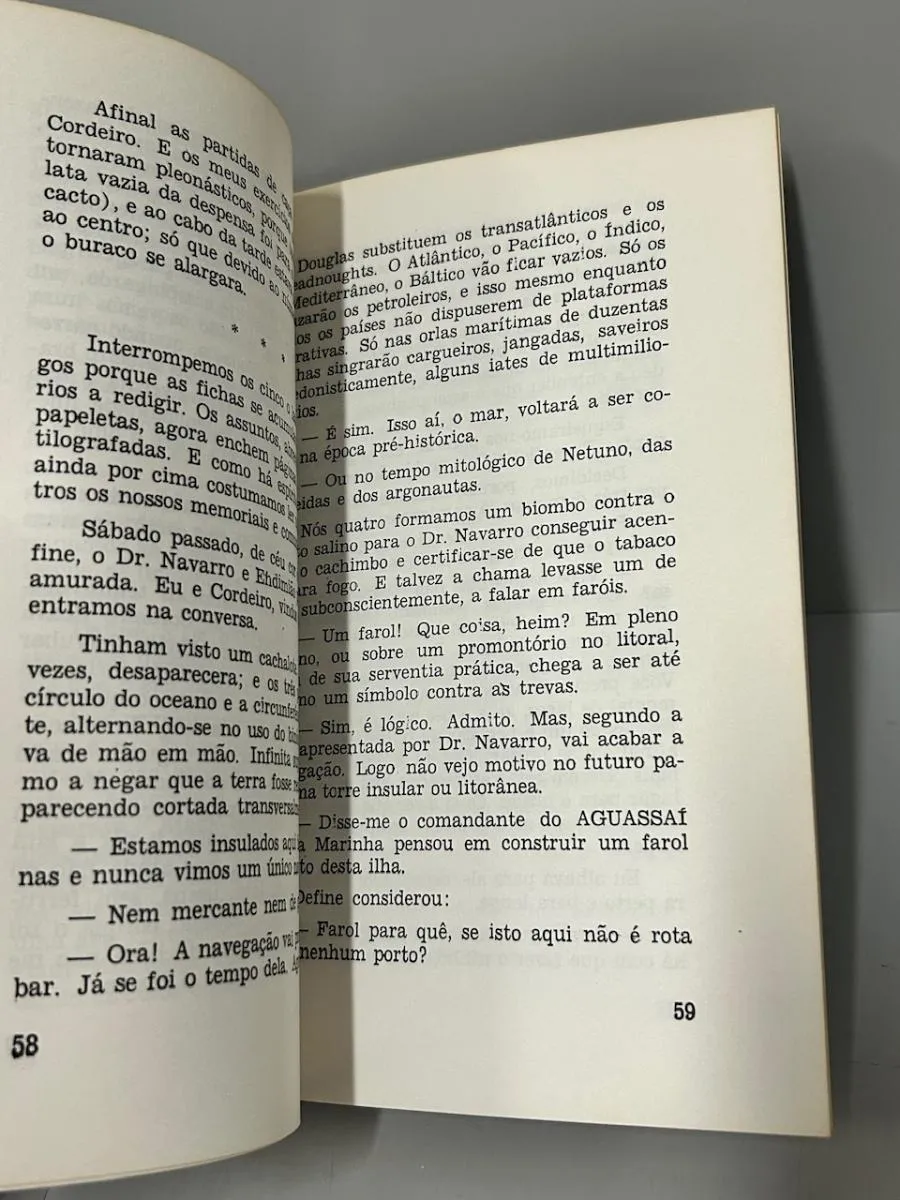 Afinal as partidas de
Cordeiro. E os meus
tornaram pleonásticos, porque
lata vazia da despensa foi para
cacto), e ao cabo da tarde
ao centro; só que devido ao
o buraco se alargara.
* * *
Interrompemos os cinco
gos porque as fichas se
rios a redigir. Os assuntos,
papeletas, agora enchem
tilografadas. E como há
ainda por cima costumamos
tros os nossos memoriais e
Sábado passado, de céu
fine, o Dr. Navarro e
amurada. Eu e Cordeiro,
entramos na conversa.
Tinham visto um
vezes, desaparecera; e os três
círculo do oceano e a
te, alternando-se no uso do
va de mão em mão. Infinita
mo a negar que a terra fosse
parecendo cortada
— Estamos insulados aqui
nas e nunca vimos um único
— Nem mercante nem de
— Ora! A navegação vai
bar. Já se foi o tempo dela.
58
Douglas substituem os transatlânticos e os
eadnoughts. O Atlântico, o Pacífico, o Índico,
Mediterrâneo, o Báltico vão ficar vazios. Só os
zarão os petroleiros, e isso mesmo enquanto
os os países não dispuserem de plataformas
rativas. Só nas orlas marítimas de duzentas
has singrarão cargueiros, jangadas, saveiros
edonisticamente, alguns iates de multimilio-
ios.
— É sim. Isso aí, o mar, voltará a ser co-
na época pré-histórica.
— Ou no tempo mitológico de Netuno, das
eidas e dos argonautas.
Nós quatro formamos um biombo contra o
to salino para o Dr. Navarro conseguir acen-
o cachimbo e certificar-se de que o tabaco
ara fogo. E talvez a chama levasse um de
subconscientemente, a falar em faróis.
— Um farol! Que coisa, heim? Em pleno
no, ou sobre um promontório no litoral,
de sua serventia prática, chega a ser até
no um símbolo contra as trevas.
— Sim, é lógico. Admito. Mas, segundo a
apresentada por Dr. Navarro, vai acabar a
gação. Logo não vejo motivo no futuro pa-
na torre insular ou litorânea.
— Disse-me o comandante do AGUASSAÍ
a Marinha pensou em construir um farol
to desta ilha.
Define considerou:
— Farol para quê, se isto aqui não é rota
nenhum porto?
59